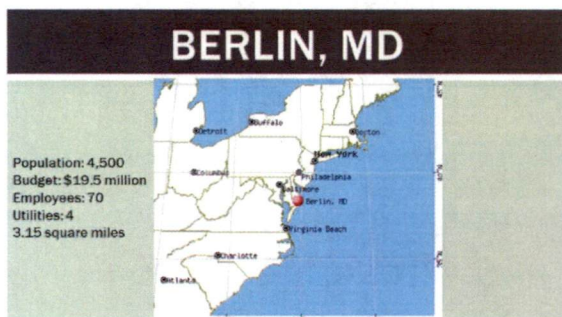 BERLIN, MD
Population: 4,500
Budget: $19.5 million
Employees: 70
Utilities: 4
3.15 square miles
Buffalo
Detroit
Boston
New York
Columbus
Philadelphia
Baltimore
Berlin, MD
Virginia Beach
Charlotte
Atlanta